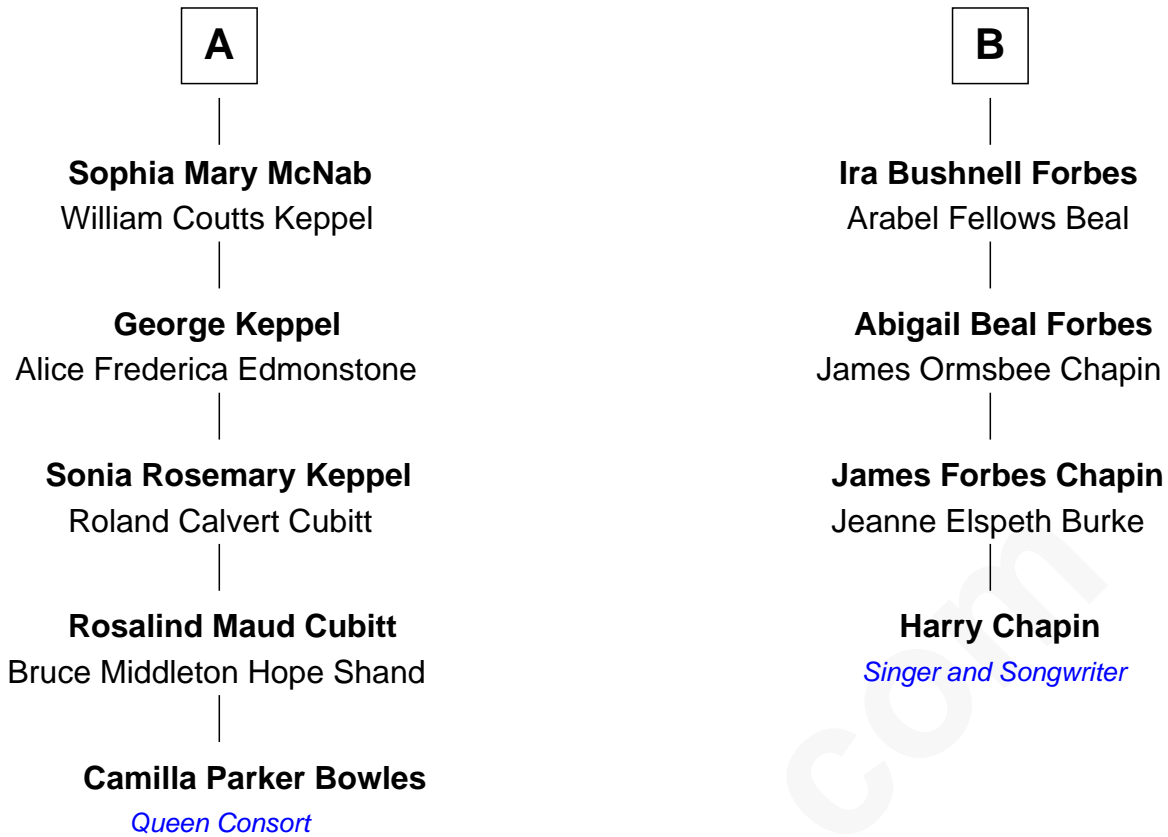 A
Sophia Mary McNab
William Coutts Keppel
George Keppel
Alice Frederica Edmonstone
Sonia Rosemary Keppel
Roland Calvert Cubitt
Rosalind Maud Cubitt
Bruce Middleton Hope Shand
Camilla Parker Bowles
Queen Consort
B
Ira Bushnell Forbes
Arabel Fellows Beal
Abigail Beal Forbes
James Ormsbee Chapin
James Forbes Chapin
Jeanne Elspeth Burke
Harry Chapin
Singer and Songwriter
com